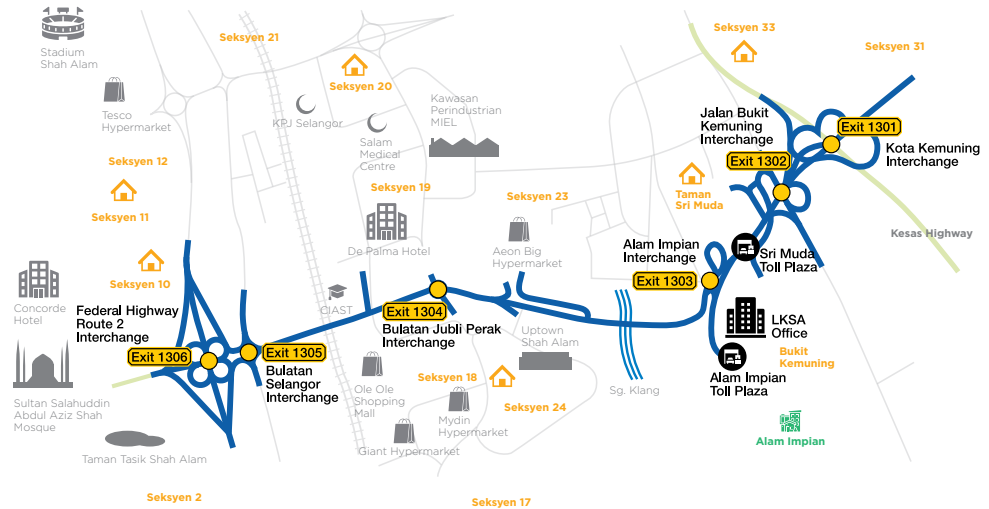 Stadium
Shah Alam
Seksyen 21
Seksyen 33
Seksyen 31
Tesco
Hypermarket
Seksyen 20
KPJ Selangor
Kawasan
Perindustrian
MIEL
Salam
Medical
Centre
Jalan Bukit
Kemuning
Interchange
Exit 1301
Exit 1302
Kota Kemuning
Interchange
Seksyen 12
Seksyen 11
Seksyen 19
Seksyen 23
Taman
Sri Muda
Kesas Highway
De Palma Hotel
Aeon Big
Hypermarket
Alam Impian
Interchange
Exit 1303
Sri Muda
Toll Plaza
Seksyen 10
Concorde
Hotel
CIAST
Federal Highway
Route 2
Interchange
Exit 1304
Bulatan Jubli Perak
Interchange
LKSA
Office
Exit 1306
Exit 1305
Bulatan
Selangor
Interchange
Uptown
Shah Alam
Bukit
Kemuning
Ole Ole
Shopping
Mall
Seksyen 18
Sg. Klang
Alam Impian
Toll Plaza
Sultan Salahuddin
Abdul Aziz Shah
Mosque
Seksyen 24
Mydin
Hypermarket
Giant Hypermarket
Alam Impian
Taman Tasik Shah Alam
Seksyen 2
Seksyen 17